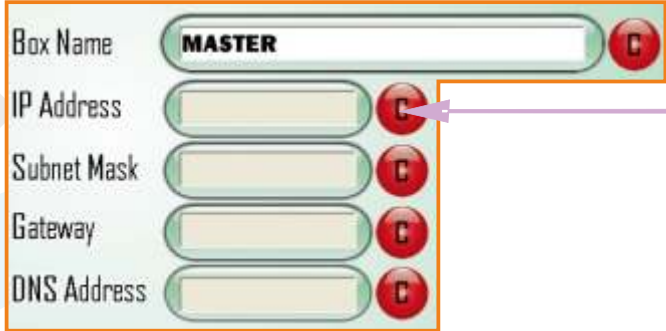 Box Name MASTER C
IP Address C
Subnet Mask C
Gateway C
DNS Address C